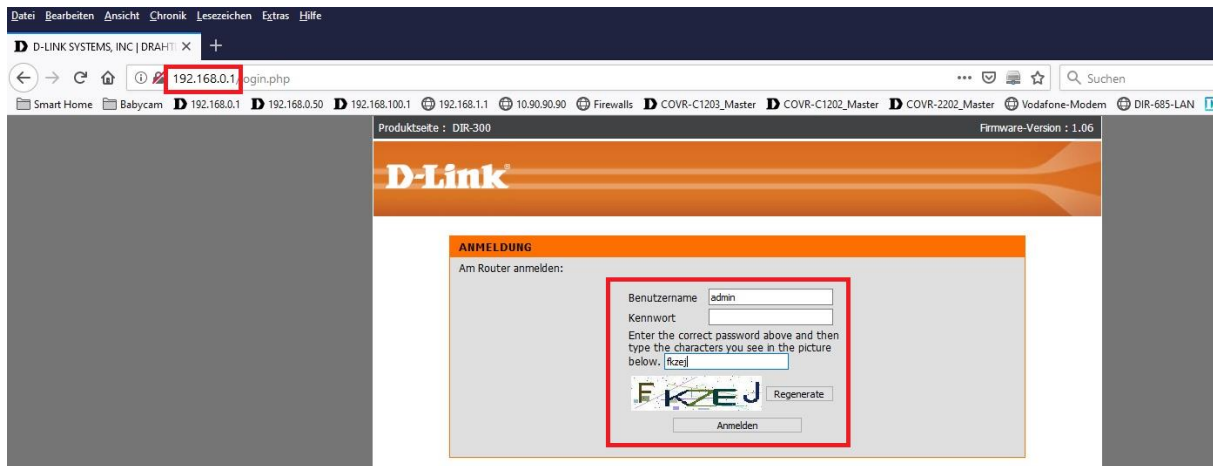 Datei Bearbeiten Ansicht Chronik Lesezeichen Extras Hilfe
D-LINK SYSTEMS, INC | DRAHT
192.168.0.1/login.php
Suchen
Smart Home Babycam 192.168.0.1 192.168.0.50 192.168.100.1 192.168.1.1 10.90.90.90 Firewalls COVR-C1203_Master COVR-C1202_Master COVR-2202_Master Vodafone-Modem DIR-685-LAN
Produktseite : DIR-300 Firmware-Version : 1.06
D-Link
ANMELDUNG
Am Router anmelden:
Benutzername admin
Kennwort
Enter the correct password above and then
type the characters you see in the picture
below. fkzej
FKZEJ Regenerate
Anmelden